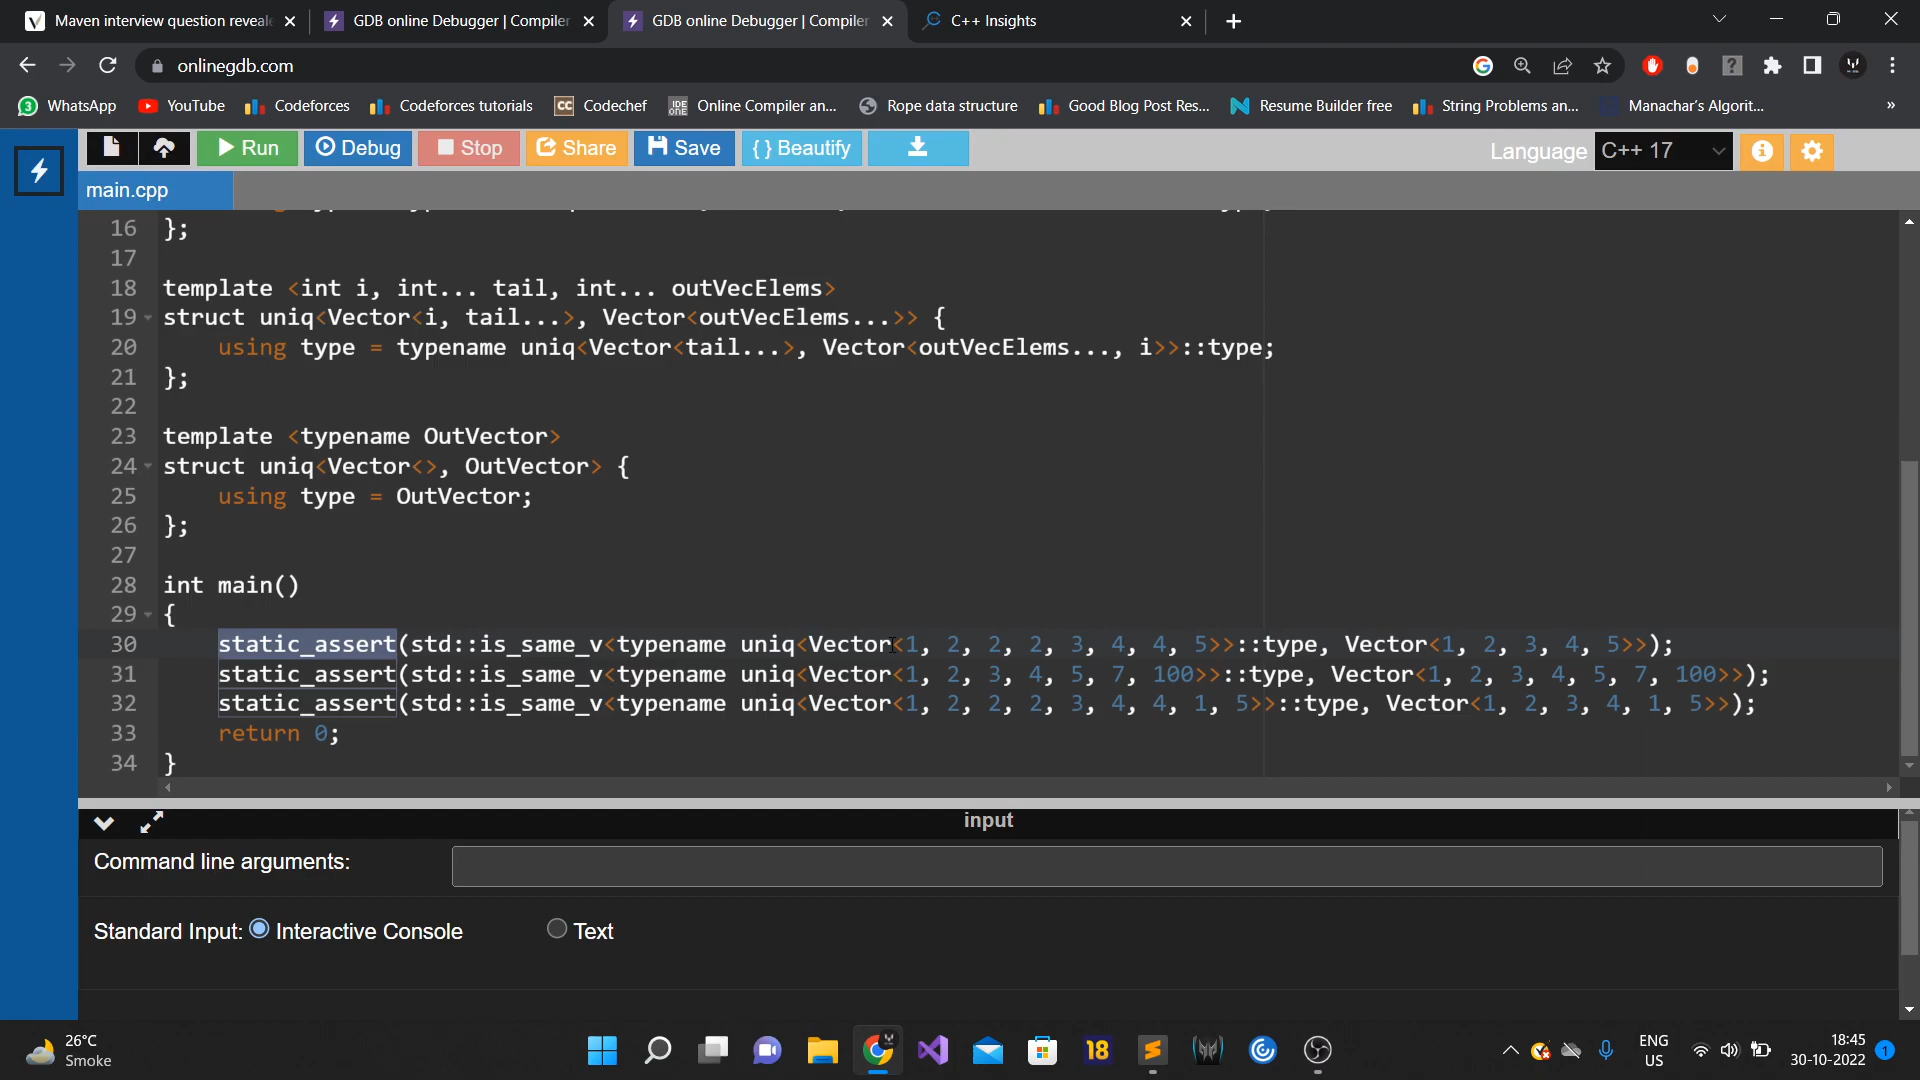 Maven interview question reveale
GDB online Debugger | Compiler
GDB online Debugger | Compiler
C++ Insights
onlinegdb.com
WhatsApp
YouTube
Codeforces
Codeforces tutorials
Codechef
Online Compiler an...
Rope data structure
Good Blog Post Res...
Resume Builder free
String Problems an...
Manachar's Algorit...
»
Run
Debug
Stop
Share
Save
{ } Beautify
Language
C++ 17
main.cpp
16 };
17
18 template <int i, int... tail, int... outVecElems>
19 struct uniq<Vector<i, tail...>, Vector<outVecElems...>> {
20 using type = typename uniq<Vector<tail...>, Vector<outVecElems..., i>>::type;
21 };
22
23 template <typename OutVector>
24 struct uniq<Vector<>, OutVector> {
25 using type = OutVector;
26 };
27
28 int main()
29 {
30 static_assert(std::is_same_v<typename uniq<Vector<1, 2, 2, 2, 3, 4, 4, 5>>::type, Vector<1, 2, 3, 4, 5>>);
31 static_assert(std::is_same_v<typename uniq<Vector<1, 2, 3, 4, 5, 7, 100>>::type, Vector<1, 2, 3, 4, 5, 7, 100>>);
32 static_assert(std::is_same_v<typename uniq<Vector<1, 2, 2, 2, 3, 4, 4, 1, 5>>::type, Vector<1, 2, 3, 4, 1, 5>>);
33 return 0;
34 }
input
Command line arguments:
Standard Input: Interactive Console Text
26°C
Smoke
18
ENG
US
18:45
30-10-2022
1